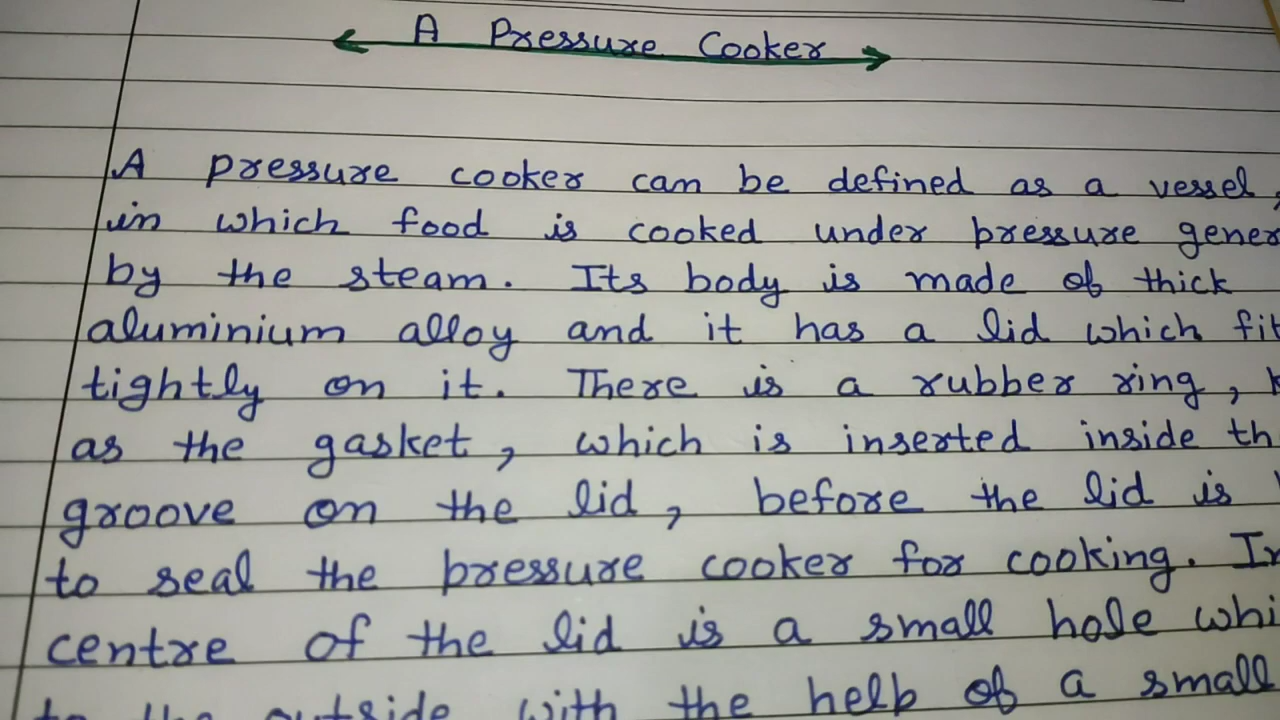 A Pressure Cooker
A pressure cooker can be defined as a vessel,
in which food is cooked under pressure gener
by the steam. Its body is made of thick
aluminium alloy and it has a lid which fit
tightly on it. There is a rubber ring,
as the gasket, which is inserted inside th
groove on the lid, before the lid is
to seal the pressure cooker for cooking. In
centre of the lid is a small hole whi
to the outside with the help of a small